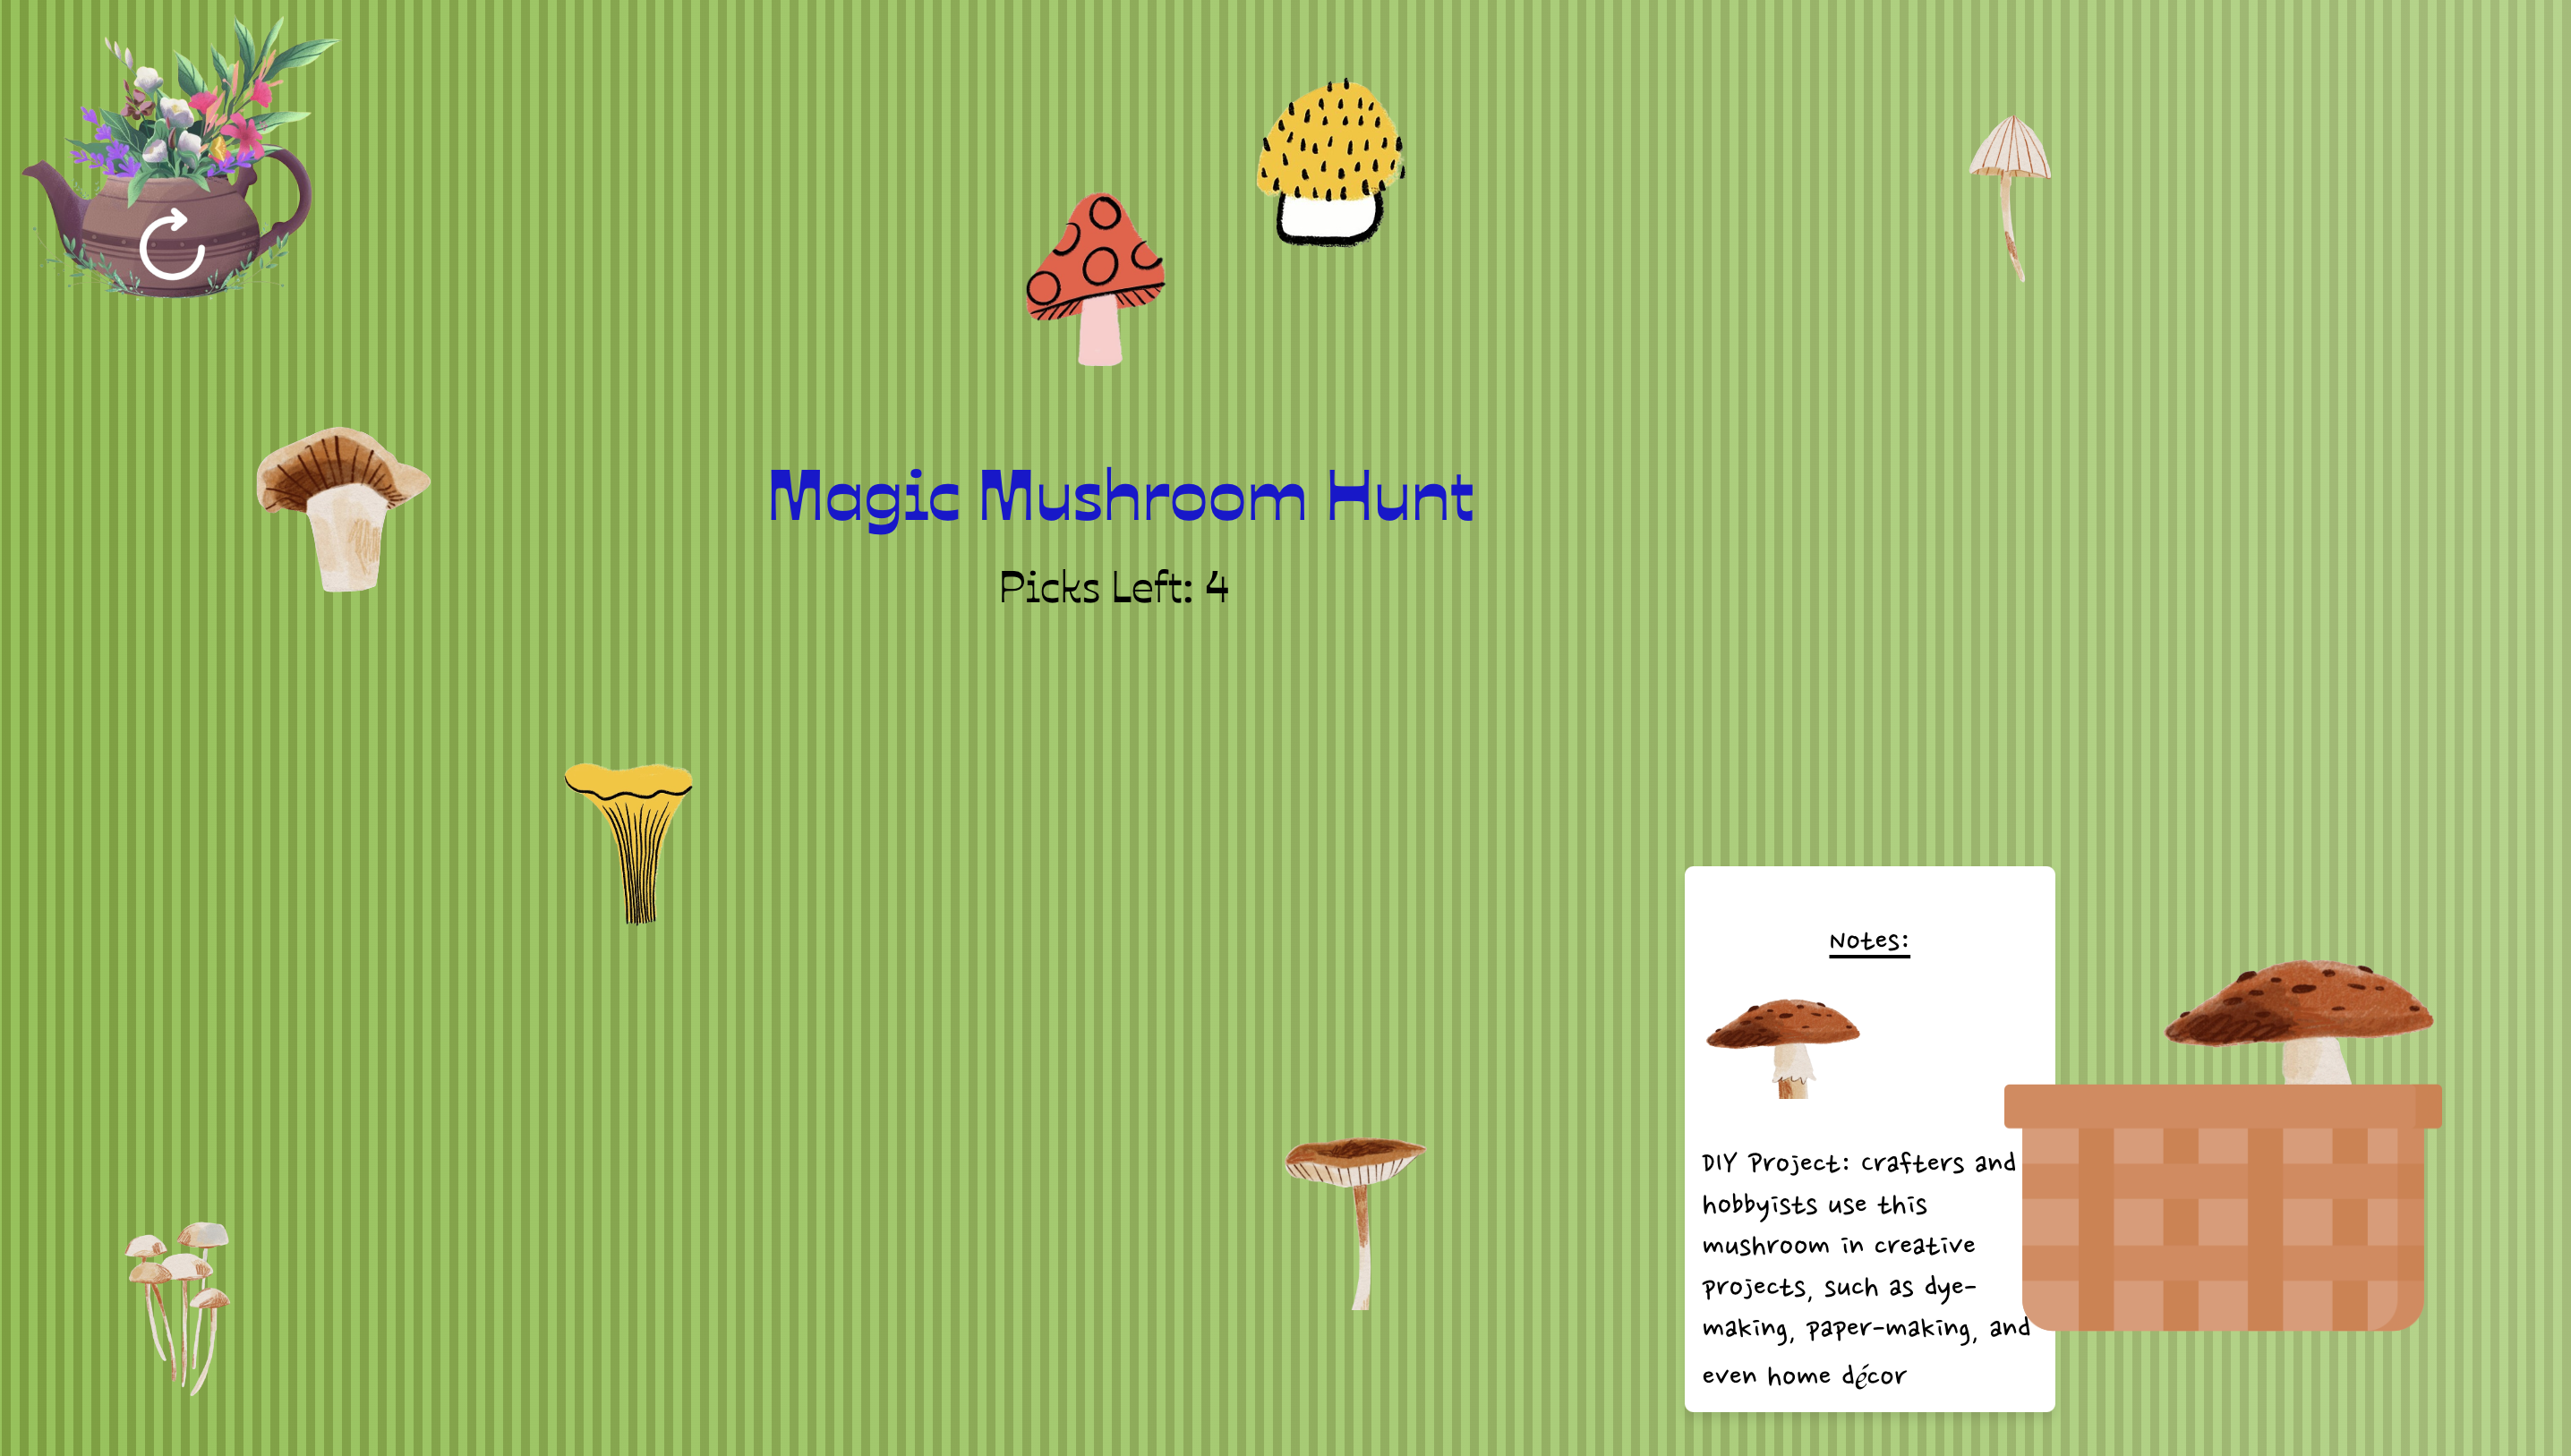 Magic Mushroom Hunt
Picks Left: 4
Notes:
DIY Project: crafters and
hobbyists use this
mushroom in creative
projects, such as dye-
making, paper-making, and
even home décor